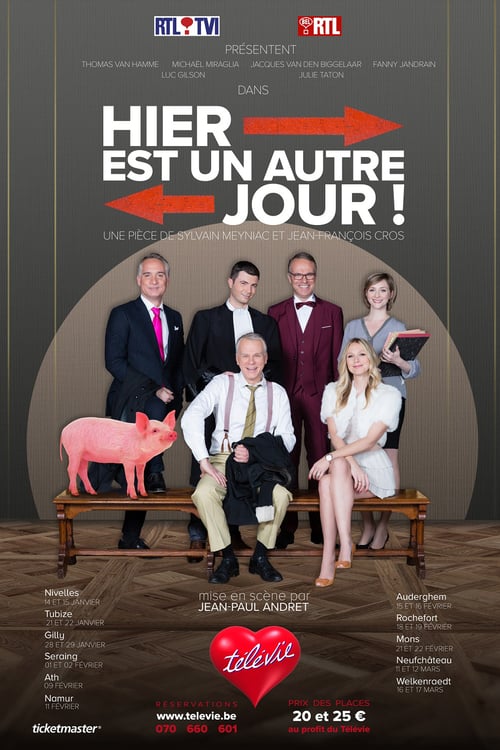 RTL TVI
BEL RTL
PRÉSENTENT
THOMAS VAN HAMME MICHAËL MIRAGLIA JACQUES VAN DEN BIGGELAAR FANNY JANDRAIN
LUC GILSON JULIE TATON
DANS
HIER
EST UN AUTRE
JOUR !
UNE PIÈCE DE SYLVAIN MEYNIAC ET JEAN-FRANÇOIS CROS
mise en scène par
JEAN-PAUL ANDRET
Nivelles
14 ET 15 JANVIER
Tubize
21 ET 22 JANVIER
Gilly
28 ET 29 JANVIER
Seraing
01 ET 02 FÉVRIER
Ath
09 FÉVRIER
Namur
11 FÉVRIER
Auderghem
15 ET 16 FÉVRIER
Rochefort
18 ET 19 FÉVRIER
Mons
21 ET 22 FÉVRIER
Neufchâteau
11 ET 12 MARS
Welkenraedt
16 ET 17 MARS
télévie
RÉSERVATIONS
www.televie.be
070 660 601
PRIX DES PLACES
20 et 25 €
au profit du Télévie
ticketmaster®